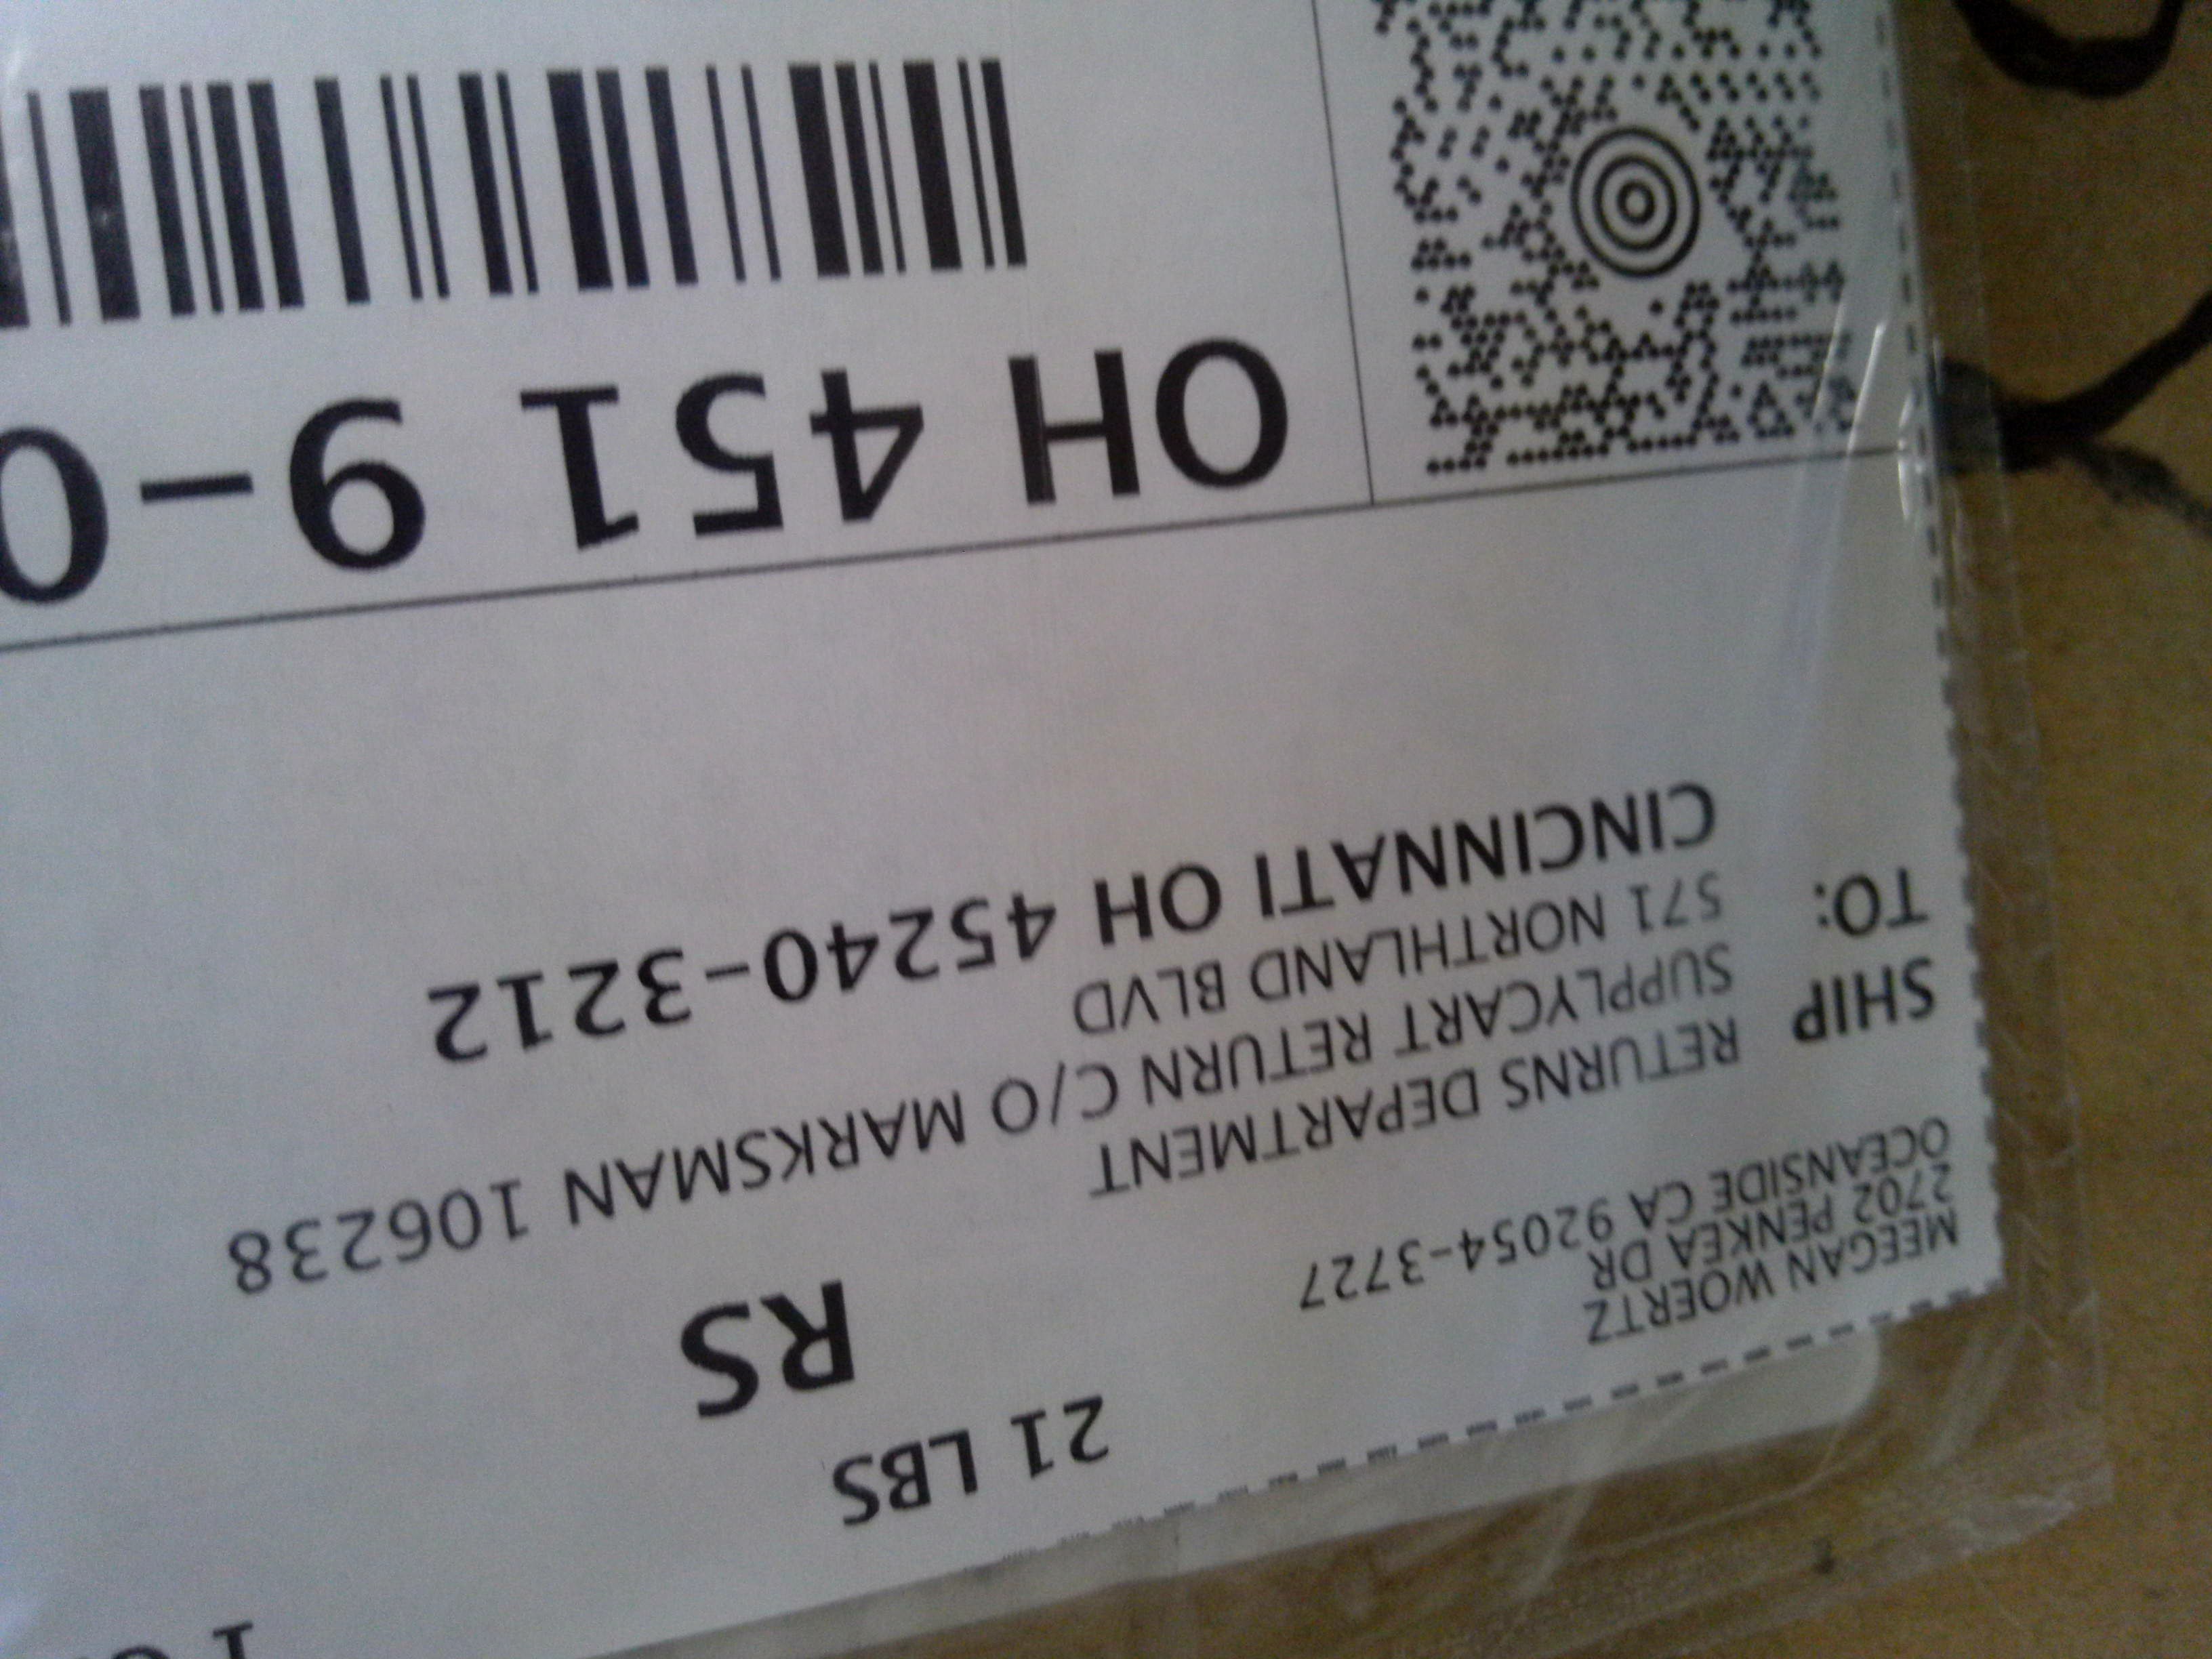 MEEGAN WOERTZ
2702 PENKEA DR
OCEANSIDE CA 92054-3727
21 LBS
RS
SHIP
TO:
RETURNS DEPARTMENT
SUPPLYCART RETURN C/O MARKSMAN 106238
571 NORTHLAND BLVD
CINCINNATI OH 45240-3212
OH 451 9-0